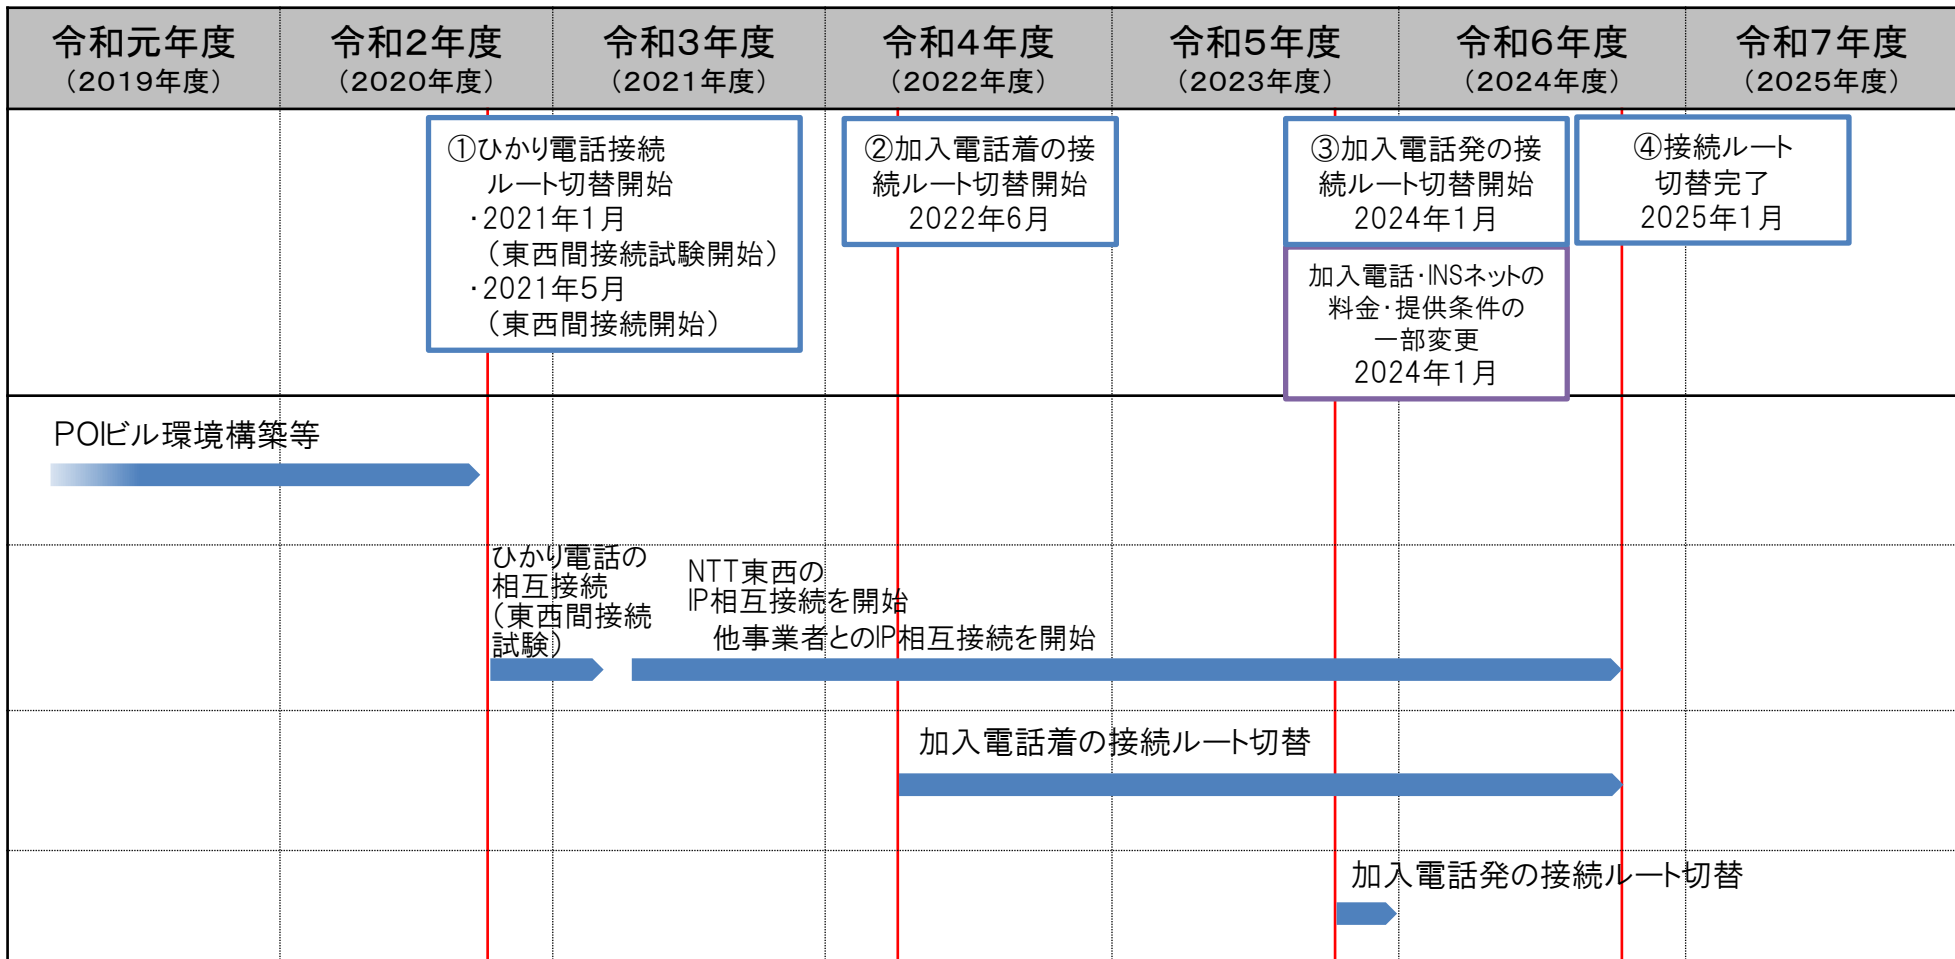 令和元年度
（2019年度）
令和２年度
（2020年度）
令和３年度
（2021年度）
令和４年度
（2022年度）
令和５年度
（2023年度）
令和６年度
（2024年度）
令和７年度
（2025年度）
①ひかり電話接続
ルート切替開始
・2021年１月
（東西間接続試験開始）
・2021年５月
（東西間接続開始）
②加入電話着の接
続ルート切替開始
2022年６月
③加入電話発の接
続ルート切替開始
2024年１月
加入電話・INSネットの
料金・提供条件の
一部変更
2024年１月
④接続ルート
切替完了
2025年１月
POIビル環境構築等
ひかり電話の
相互接続
（東西間接続
試験）
NTT東西の
IP相互接続を開始
他事業者とのIP相互接続を開始
加入電話着の接続ルート切替
加入電話発の接続ルート切替